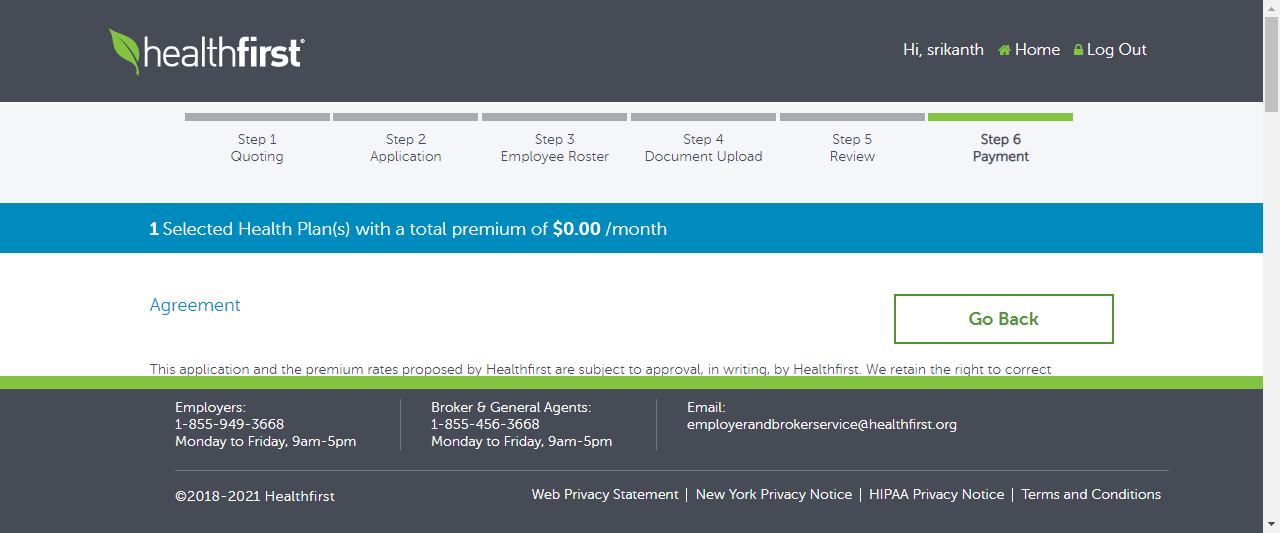 healthfirst®
Hi, srikanth Home Log Out
Step 1
Quoting
Step 2
Application
Step 3
Employee Roster
Step 4
Document Upload
Step 5
Review
Step 6
Payment
1 Selected Health Plan(s) with a total premium of $0.00 /month
Agreement
Go Back
This application and the premium rates proposed by Healthfirst are subject to approval, in writing, by Healthfirst. We retain the right to correct
Employers:
1-855-949-3668
Monday to Friday, 9am-5pm
Broker & General Agents:
1-855-456-3668
Monday to Friday, 9am-5pm
Email:
employerandbrokerservice@healthfirst.org
©2018-2021 Healthfirst
Web Privacy Statement | New York Privacy Notice | HIPAA Privacy Notice | Terms and Conditions